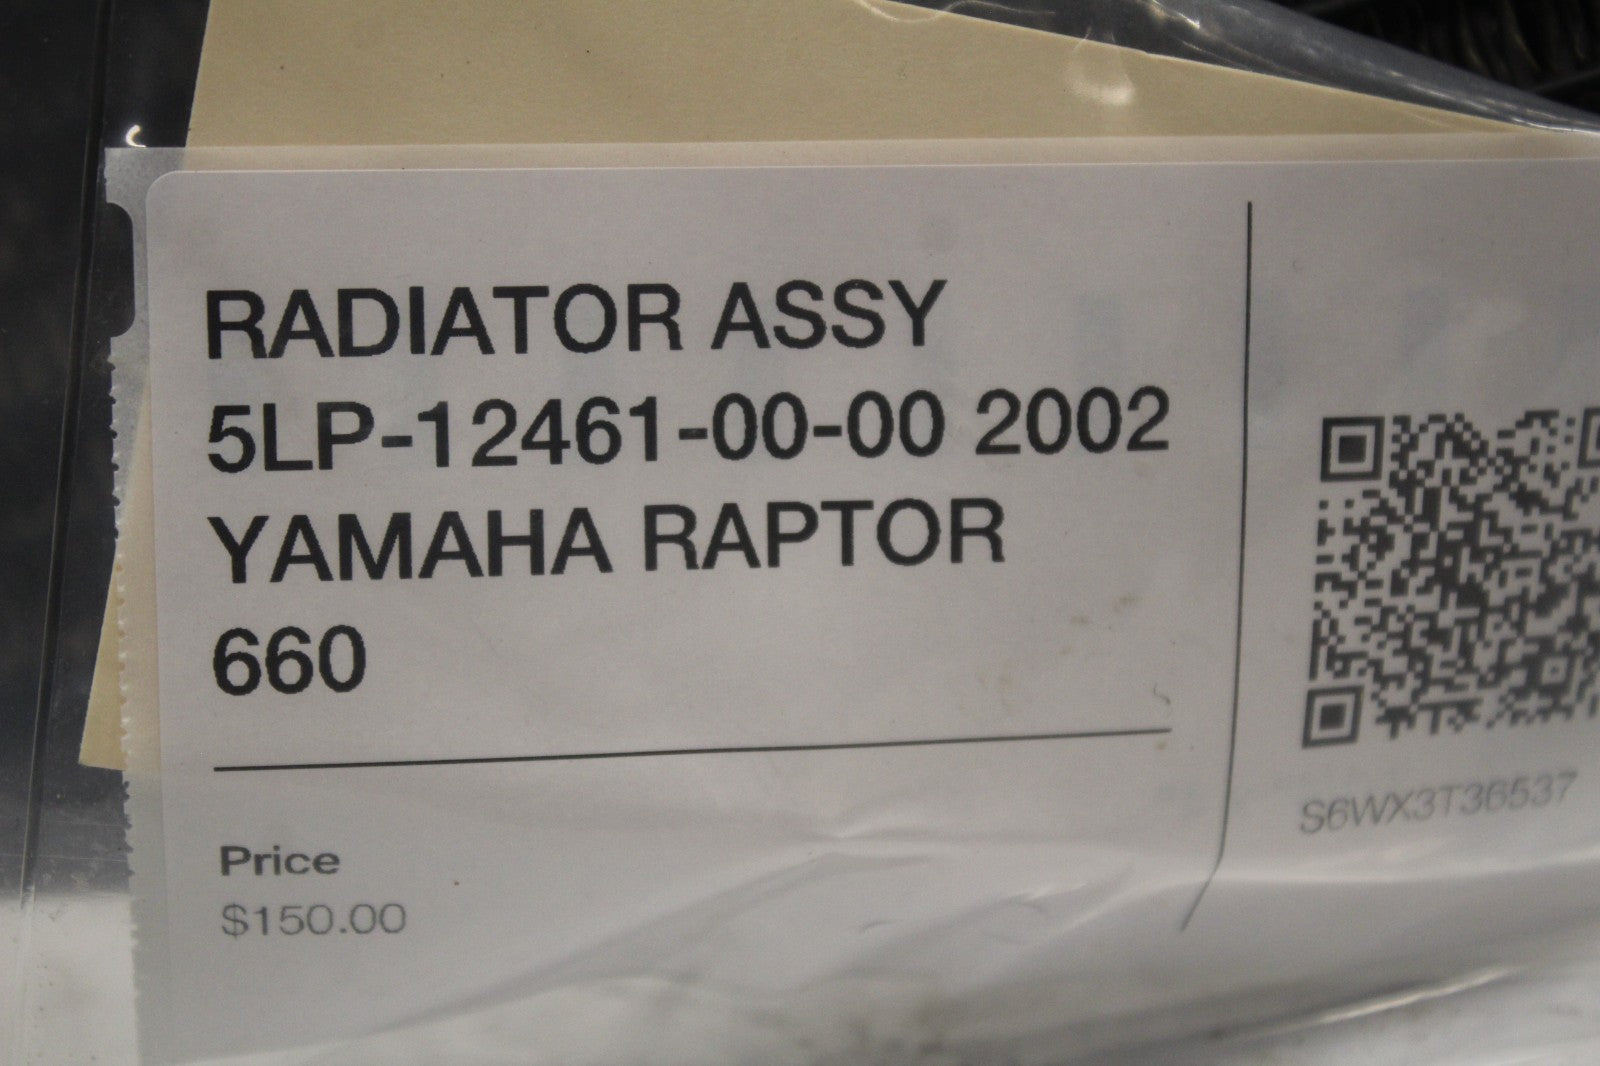 RADIATOR ASSY
5LP-12461-00-00 2002
YAMAHA RAPTOR
660
Price
$150.00
S6WX3T36537